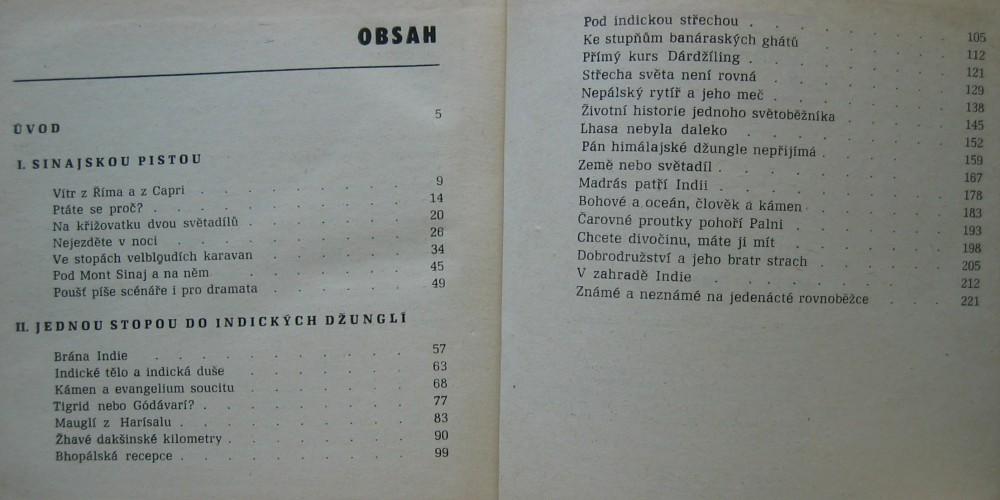 OBSAH
ÚVOD 5
I. SINAJSKOU PISTOU
Vítr z Říma a z Capri . . . . . . . . 9
Ptáte se proč? . . . . . . . . 14
Na křižovatku dvou světadílů . . . . . . 20
Nejezděte v noci . . . . . . . . 26
Ve stopách velbloudích karavan . . . . . 34
Pod Mont Sinaj a na něm . . . . . . 45
Poušť píše scénáře i pro dramata . . . . . 49
II. JEDNOU STOPOU DO INDICKÝCH DŽUNGLÍ
Brána Indie . . . . . . . . . 57
Indické tělo a indická duše . . . . . . 63
Kámen a evangelium soucitu . . . . . . 68
Tigrid nebo Gódávarí? . . . . . . . 77
Mauglí z Harisalu . . . . . . . . 83
Žhavé dakšinské kilometry . . . . . . . 90
Bhopálská recepce . . . . . . . . 99
Pod indickou střechou . . . . . . . 105
Ke stupňům banáraských ghátů . . . . . 112
Přímý kurs Dárdžíling . . . . . . . 121
Střecha světa není rovná . . . . . . 129
Nepálský rytíř a jeho meč . . . . . . 138
Životní historie jednoho světoběžníka . . . . 145
Lhasa nebyla daleko . . . . . . . 152
Pán himálajské džungle nepřijímá . . . . . 159
Země nebo světadíl . . . . . . . 167
Madrás patří Indii . . . . . . . 178
Bohové a oceán, člověk a kámen . . . . . 183
Čarovné proutky pohoří Palni . . . . . 193
Chcete divočinu, máte ji mít . . . . . 198
Dobrodružství a jeho bratr strach . . . . . 205
V zahradě Indie . . . . . . . . 212
Známé a neznámé na jedenácté rovnoběžce . . . 221